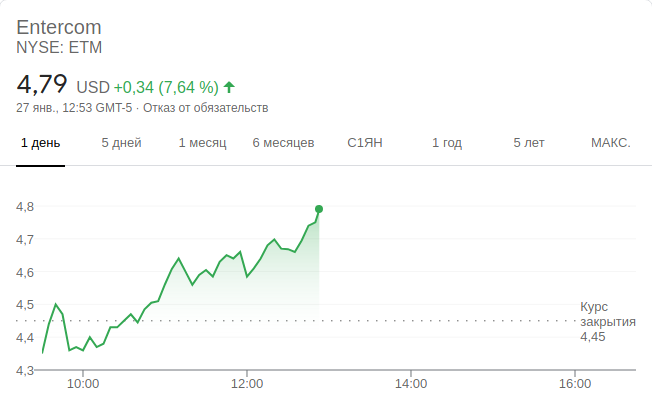 Entercom
NYSE: ETM
4,79 USD +0,34 (7,64 %)
27 янв., 12:53 GMT-5 · Отказ от обязательств
1 день 5 дней 1 месяц 6 месяцев С1ЯН 1 год 5 лет МАКС.
4,8
4,7
4,6
4,5
4,4
4,3
Курс
закрытия
4,45
10:00 12:00 14:00 16:00